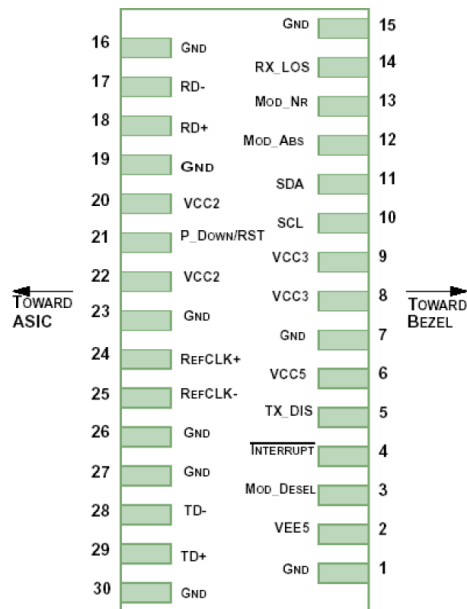 16 GND
17 RD-
18 RD+
19 GND
20 VCC2
21 P_DOWN/RST
22 VCC2
23 GND
24 REFCLK+
25 REFCLK-
26 GND
27 GND
28 TD-
29 TD+
30 GND
TOWARD
ASIC
GND 15
RX_LOS 14
MOD_NR 13
MOD_ABS 12
SDA 11
SCL 10
VCC3 9
VCC3 8
GND 7
VCC5 6
TX_DIS 5
INTERRUPT 4
MOD_DESEL 3
VEE5 2
GND 1
TOWARD
BEZEL